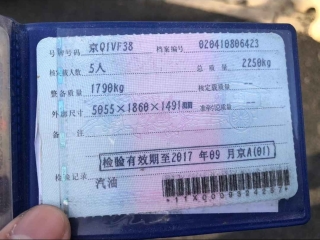 号牌号码 京Q1VF38 档案编号 020410806423
核定载人数 5人 总质量 2250kg
整备质量 1790kg 核定载质量
外廓尺寸 5055×1860×1491mm 准牵引总质量
备注
检验有效期至2017年09月京A(01)
检验记录 汽油